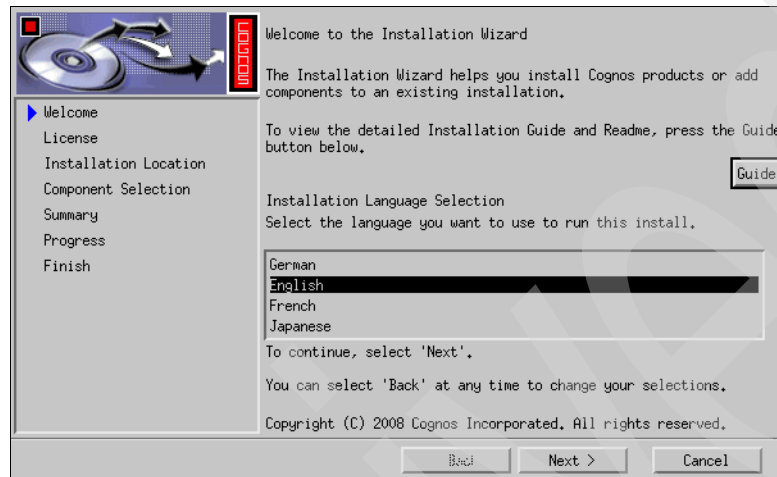 COGNOS
Welcome
License
Installation Location
Component Selection
Summary
Progress
Finish
Welcome to the Installation Wizard
The Installation Wizard helps you install Cognos products or add
components to an existing installation.
To view the detailed Installation Guide and Readme, press the Guide
button below.
Guide
Installation Language Selection
Select the language you want to use to run this install.
German
English
French
Japanese
To continue, select 'Next'.
You can select 'Back' at any time to change your selections.
Copyright (C) 2008 Cognos Incorporated. All rights reserved.
Back
Next >
Cancel